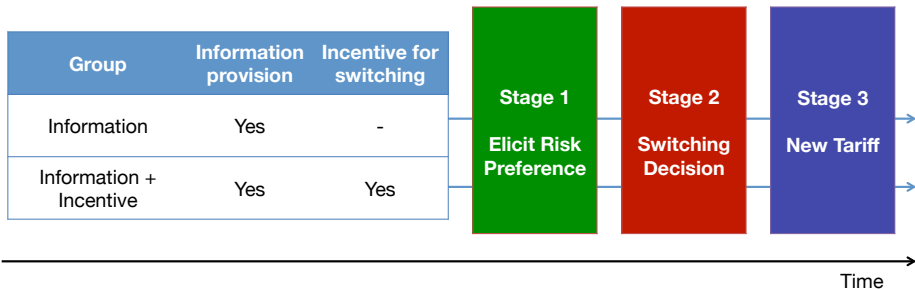 Group
Information
provision
Incentive for
switching
Information
Yes
-
Information +
Incentive
Yes
Yes
Stage 1
Elicit Risk
Preference
Stage 2
Switching
Decision
Stage 3
New Tariff
Time